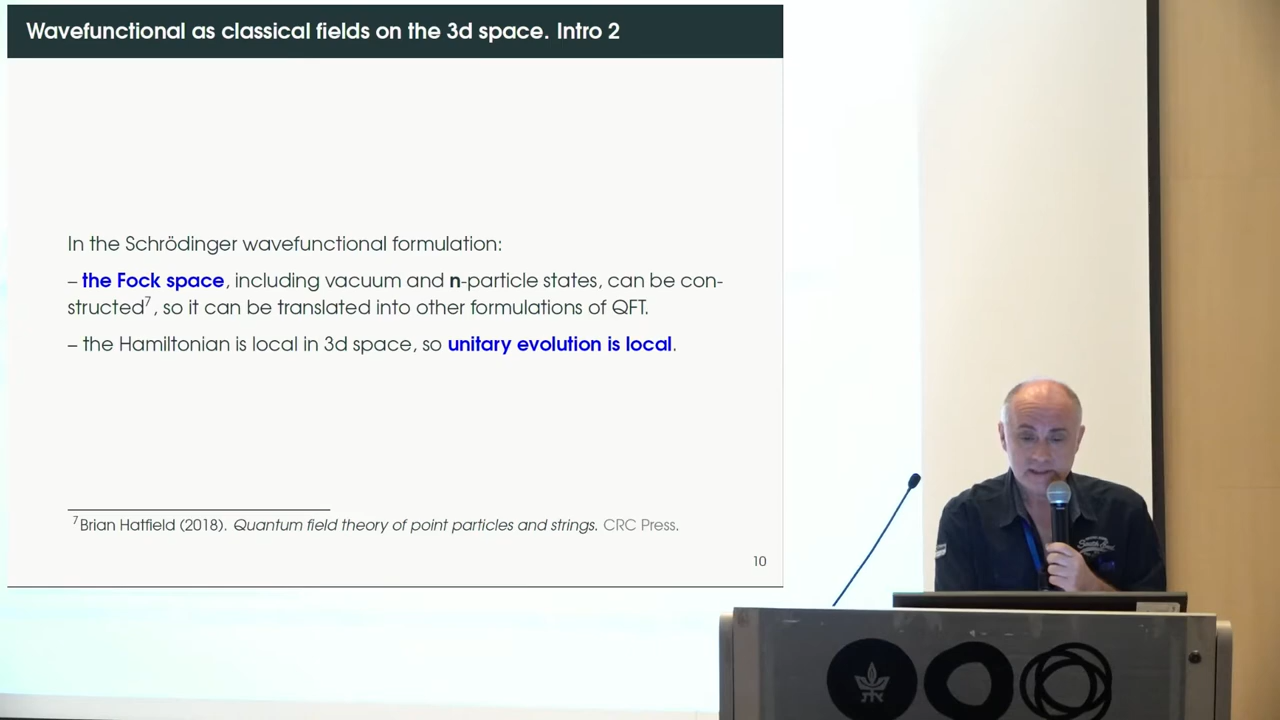 Wavefunctional as classical fields on the 3d space. Intro 2
In the Schrödinger wavefunctional formulation:
– the Fock space, including vacuum and n-particle states, can be con-
structed7, so it can be translated into other formulations of QFT.
– the Hamiltonian is local in 3d space, so unitary evolution is local.
7Brian Hatfield (2018). Quantum field theory of point particles and strings. CRC Press.
10